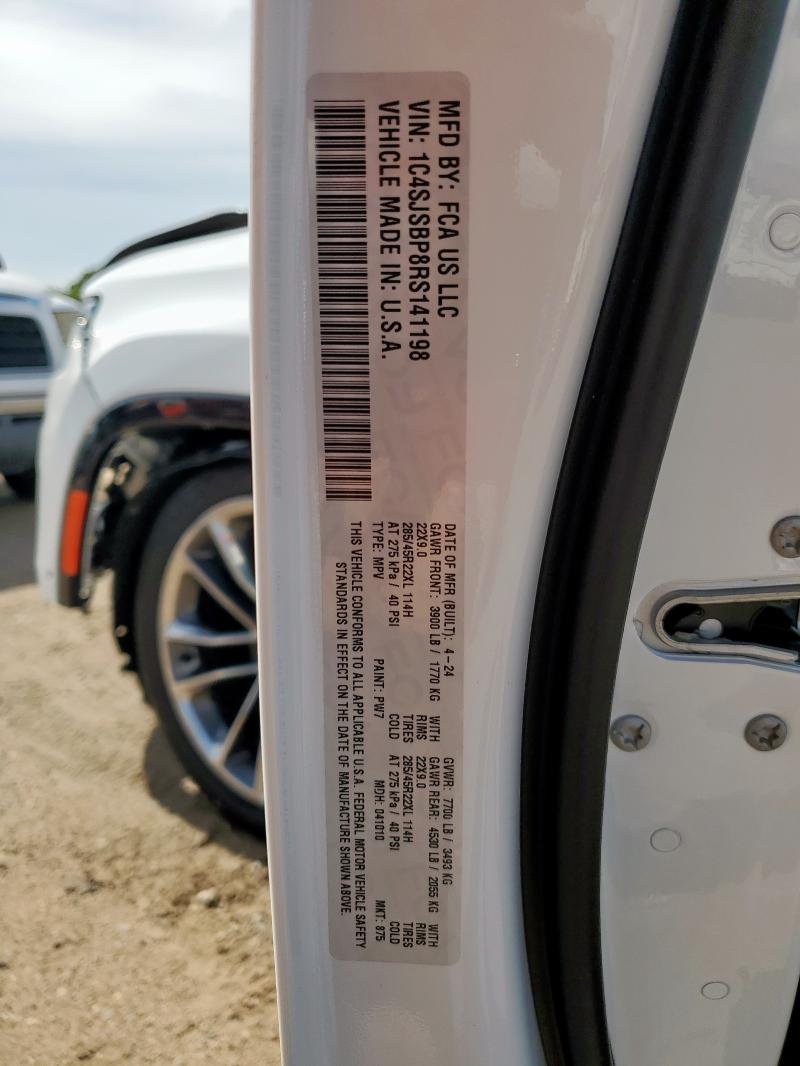 MFD BY: FCA US LLC
VIN: 1C4SJSBP8RS141198
VEHICLE MADE IN: U.S.A.
DATE OF MFR (BUILT): 4-24 GVWR: 7700 LB / 3493 KG
GAWR FRONT: 3900 LB / 1770 KG WITH GAWR REAR: 4530 LB / 2055 KG WITH
22X9.0 RIMS 22X9.0 RIMS
285/45R22XL 114H TIRES 285/45R22XL 114H TIRES
AT 275 kPa / 40 PSI COLD AT 275 kPa / 40 PSI COLD
TYPE: MPV PAINT: PW7 MDH: 041010 MKT: 875
THIS VEHICLE CONFORMS TO ALL APPLICABLE U.S.A. FEDERAL MOTOR VEHICLE SAFETY
STANDARDS IN EFFECT ON THE DATE OF MANUFACTURE SHOWN ABOVE.